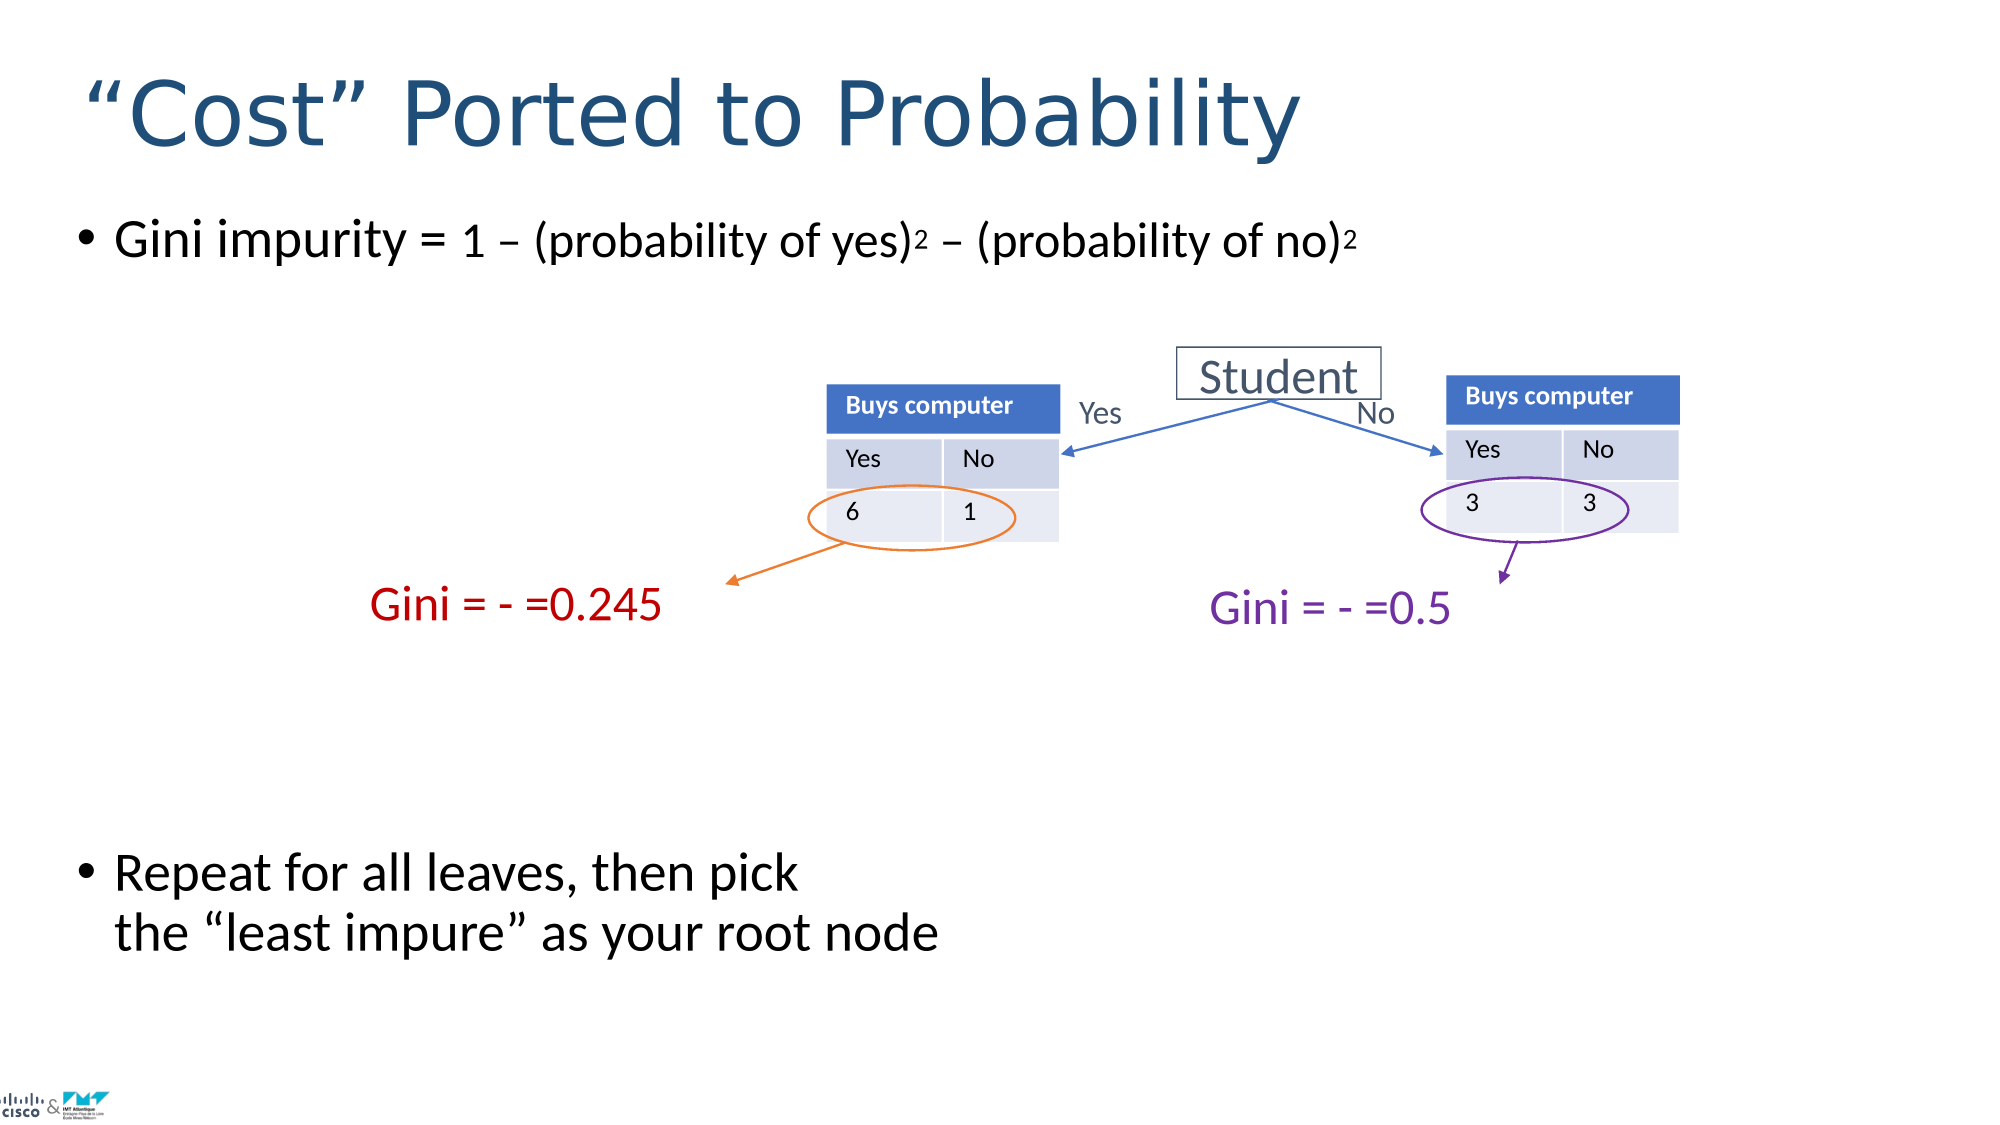 “Cost” Ported to Probability
• Gini impurity = 1 – (probability of yes)2 – (probability of no)2
Student
Yes
No
Buys computer
Yes No
6 1
Buys computer
Yes No
3 3
Gini = - =0.245
Gini = - =0.5
• Repeat for all leaves, then pick
the “least impure” as your root node
CISCO & IMT Atlantique